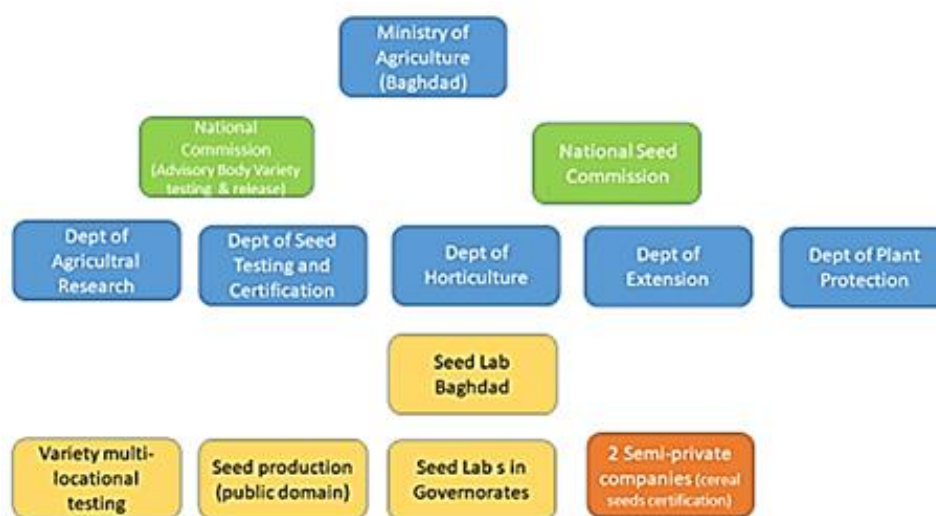 Ministry of
Agriculture
(Baghdad)
National
Commission
(Advisory Body Variety
testing & release)
National Seed
Commission
Dept of
Agricultral
Research
Dept of Seed
Testing and
Certification
Dept of
Horticulture
Dept of
Extension
Dept of Plant
Protection
Seed Lab
Baghdad
Variety multi-
locational
testing
Seed production
(public domain)
Seed Lab s in
Governorates
2 Semi-private
companies (cereal
seeds certification)